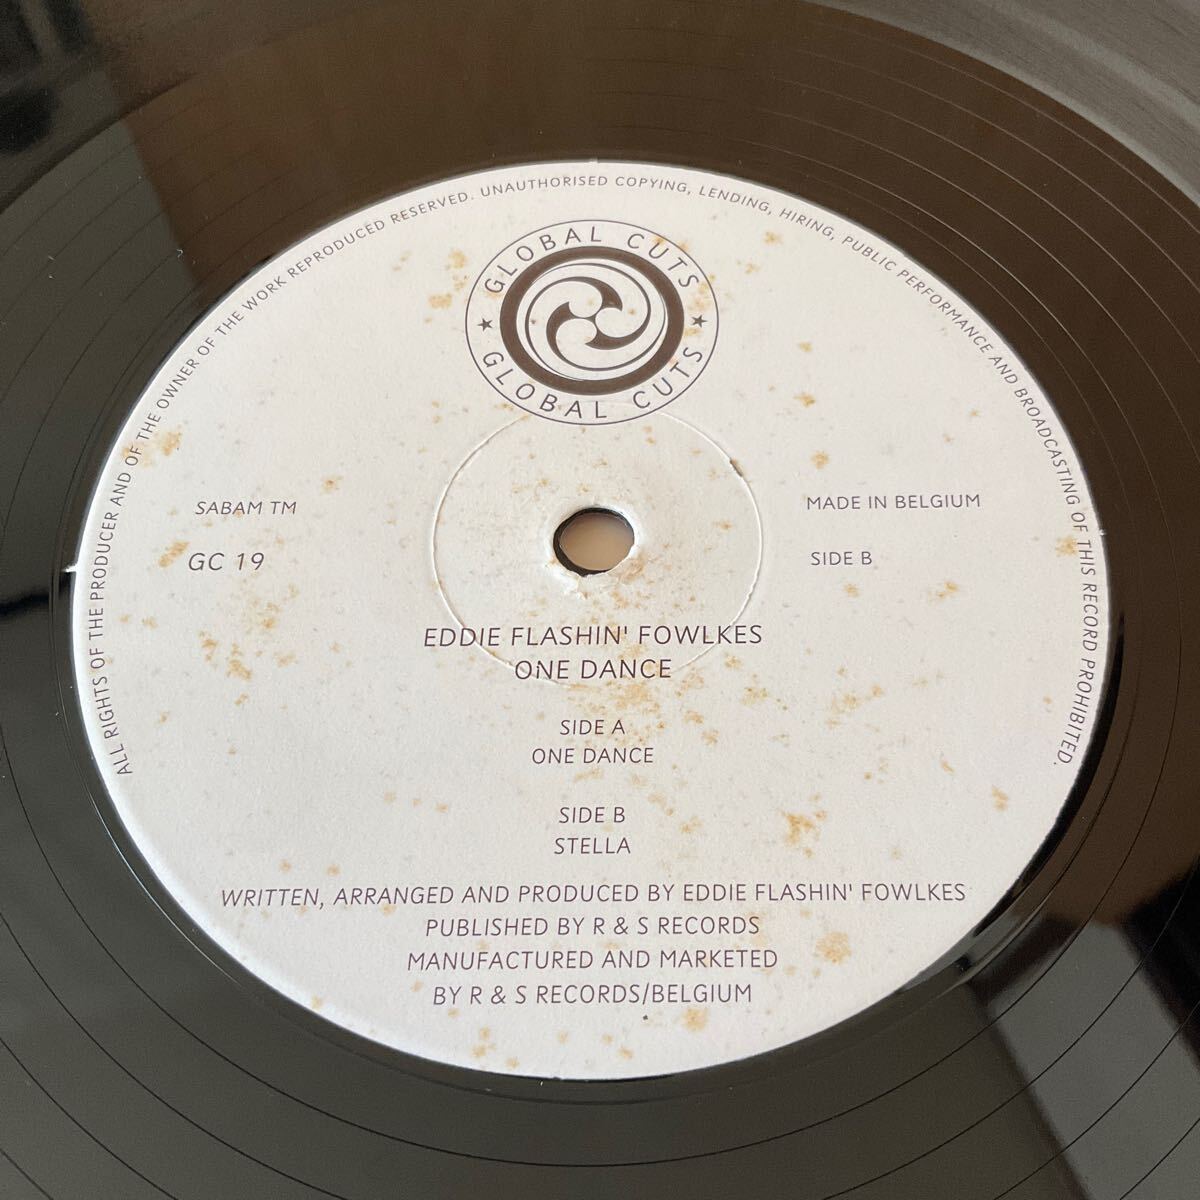 ALL RIGHTS OF THE PRODUCER AND OF THE OWNER OF THE WORK REPRODUCED RESERVED. UNAUTHORISED COPYING, LENDING, HIRING, PUBLIC PERFORMANCE AND BROADCASTING OF THIS RECORD PROHIBITED.
GLOBAL CUTS
GLOBAL CUTS
SABAM TM
MADE IN BELGIUM
GC 19
SIDE B
EDDIE FLASHIN' FOWLKES
ONE DANCE
SIDE A
ONE DANCE
SIDE B
STELLA
WRITTEN, ARRANGED AND PRODUCED BY EDDIE FLASHIN' FOWLKES
PUBLISHED BY R & S RECORDS
MANUFACTURED AND MARKETED
BY R & S RECORDS/BELGIUM